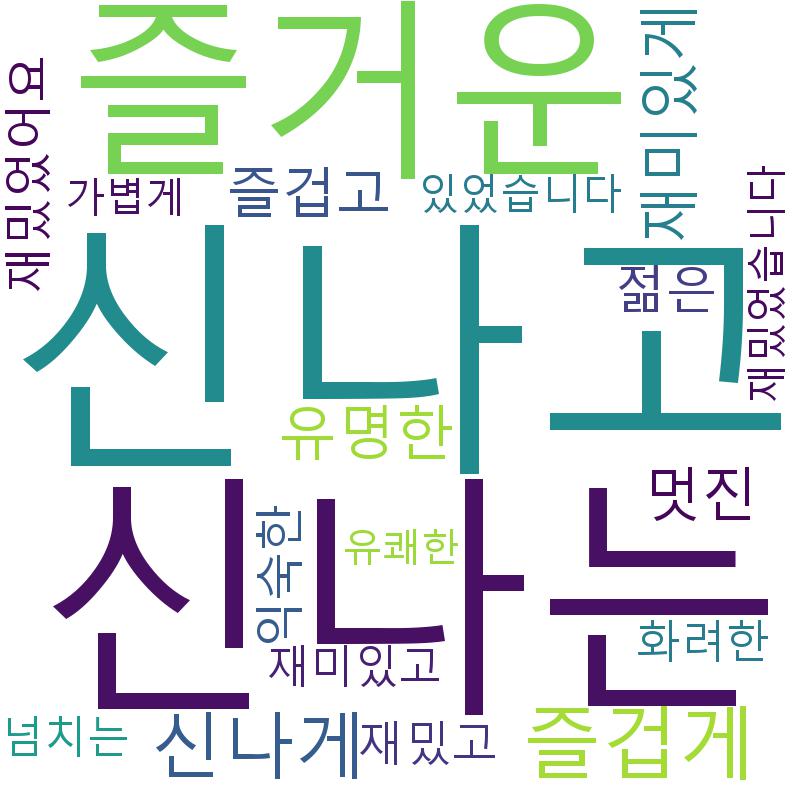 즐거운
재미있게
재밌었어요
가볍게
즐겁고
있었습니다
재밌었습니다
신나고
젊은
유명한
신나는
멋진
익숙한
유쾌한
화려한
재미있고
넘치는
신나게
재밌고
즐겁게